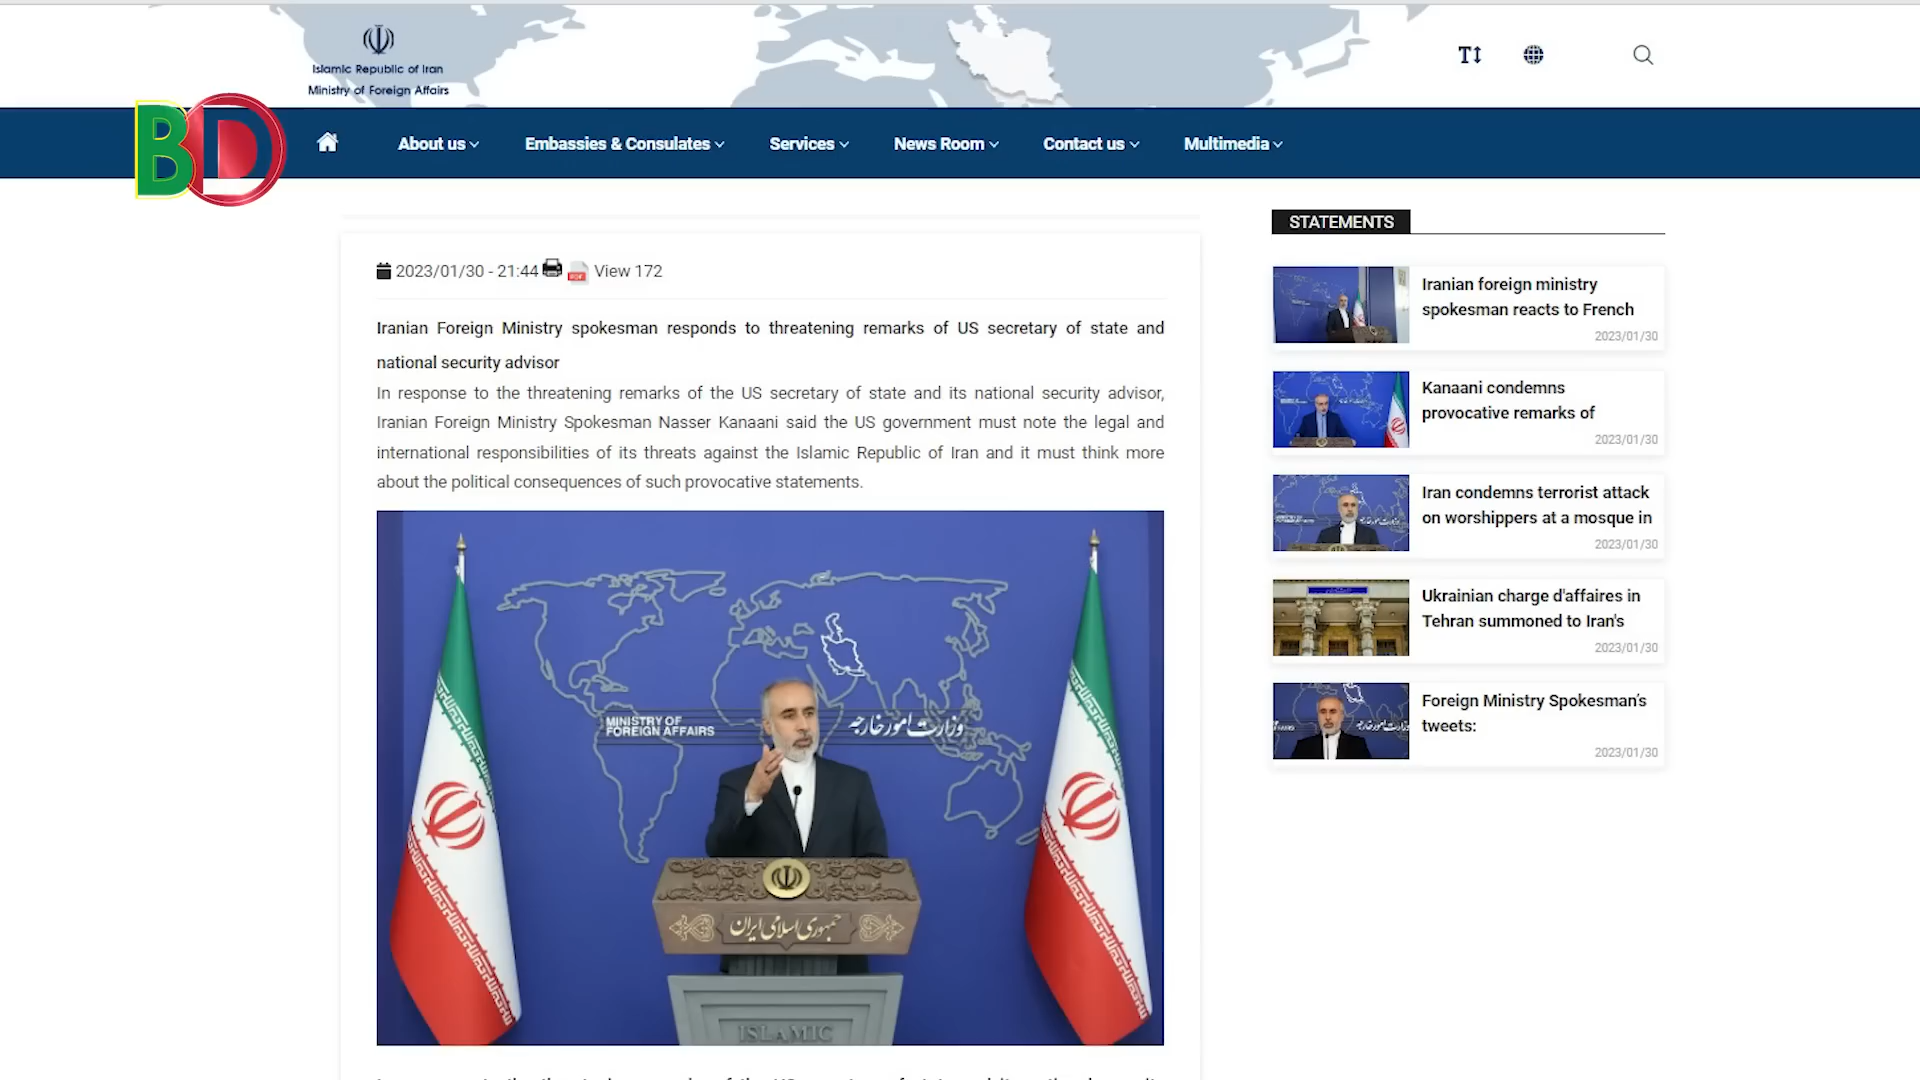 Islamic Republic of Iran
Ministry of Foreign Affairs
BD
About us
Embassies & Consulates
Services
News Room
Contact us
Multimedia
2023/01/30 - 21:44 PDF View 172
Iranian Foreign Ministry spokesman responds to threatening remarks of US secretary of state and
national security advisor
In response to the threatening remarks of the US secretary of state and its national security advisor,
Iranian Foreign Ministry Spokesman Nasser Kanaani said the US government must note the legal and
international responsibilities of its threats against the Islamic Republic of Iran and it must think more
about the political consequences of such provocative statements.
MINISTRY OF
FOREIGN AFFAIRS
وزارت امور خارجه
جمهوری اسلامی ایران
ISLAMIC
STATEMENTS
Iranian foreign ministry
spokesman reacts to French
2023/01/30
Kanaani condemns
provocative remarks of
2023/01/30
Iran condemns terrorist attack
on worshippers at a mosque in
2023/01/30
Ukrainian charge d'affaires in
Tehran summoned to Iran's
2023/01/30
Foreign Ministry Spokesman’s
tweets:
2023/01/30